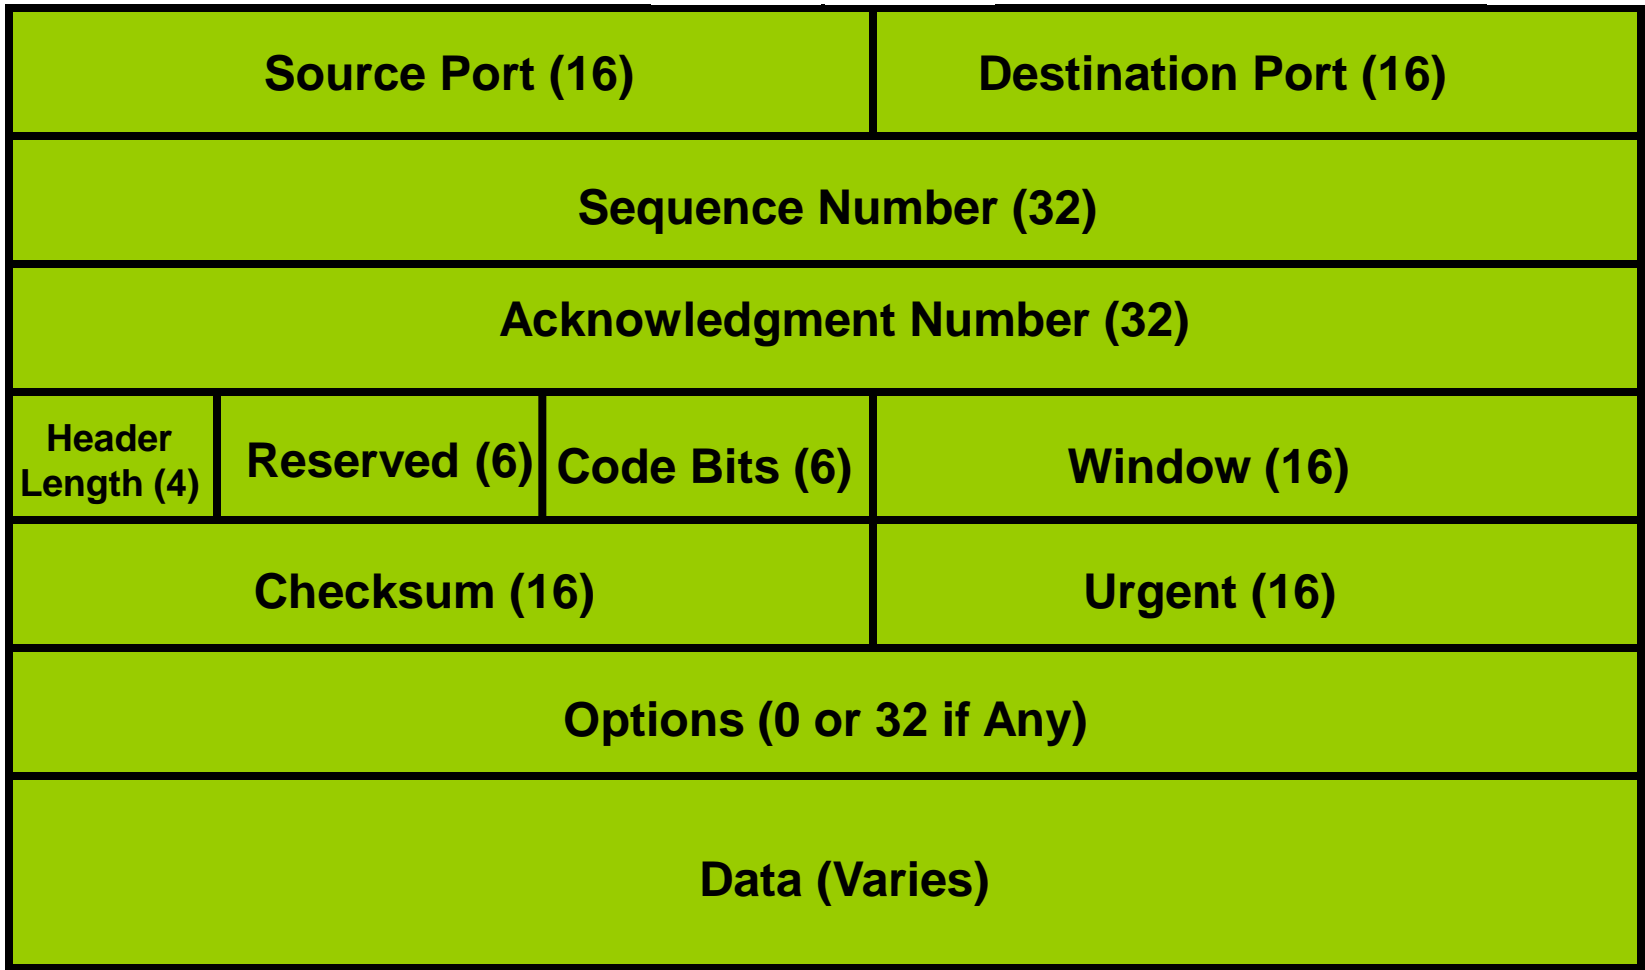 Source Port (16)
Destination Port (16)
Sequence Number (32)
Acknowledgment Number (32)
Header
Length (4)
Reserved (6)
Code Bits (6)
Window (16)
Checksum (16)
Urgent (16)
Options (0 or 32 if Any)
Data (Varies)